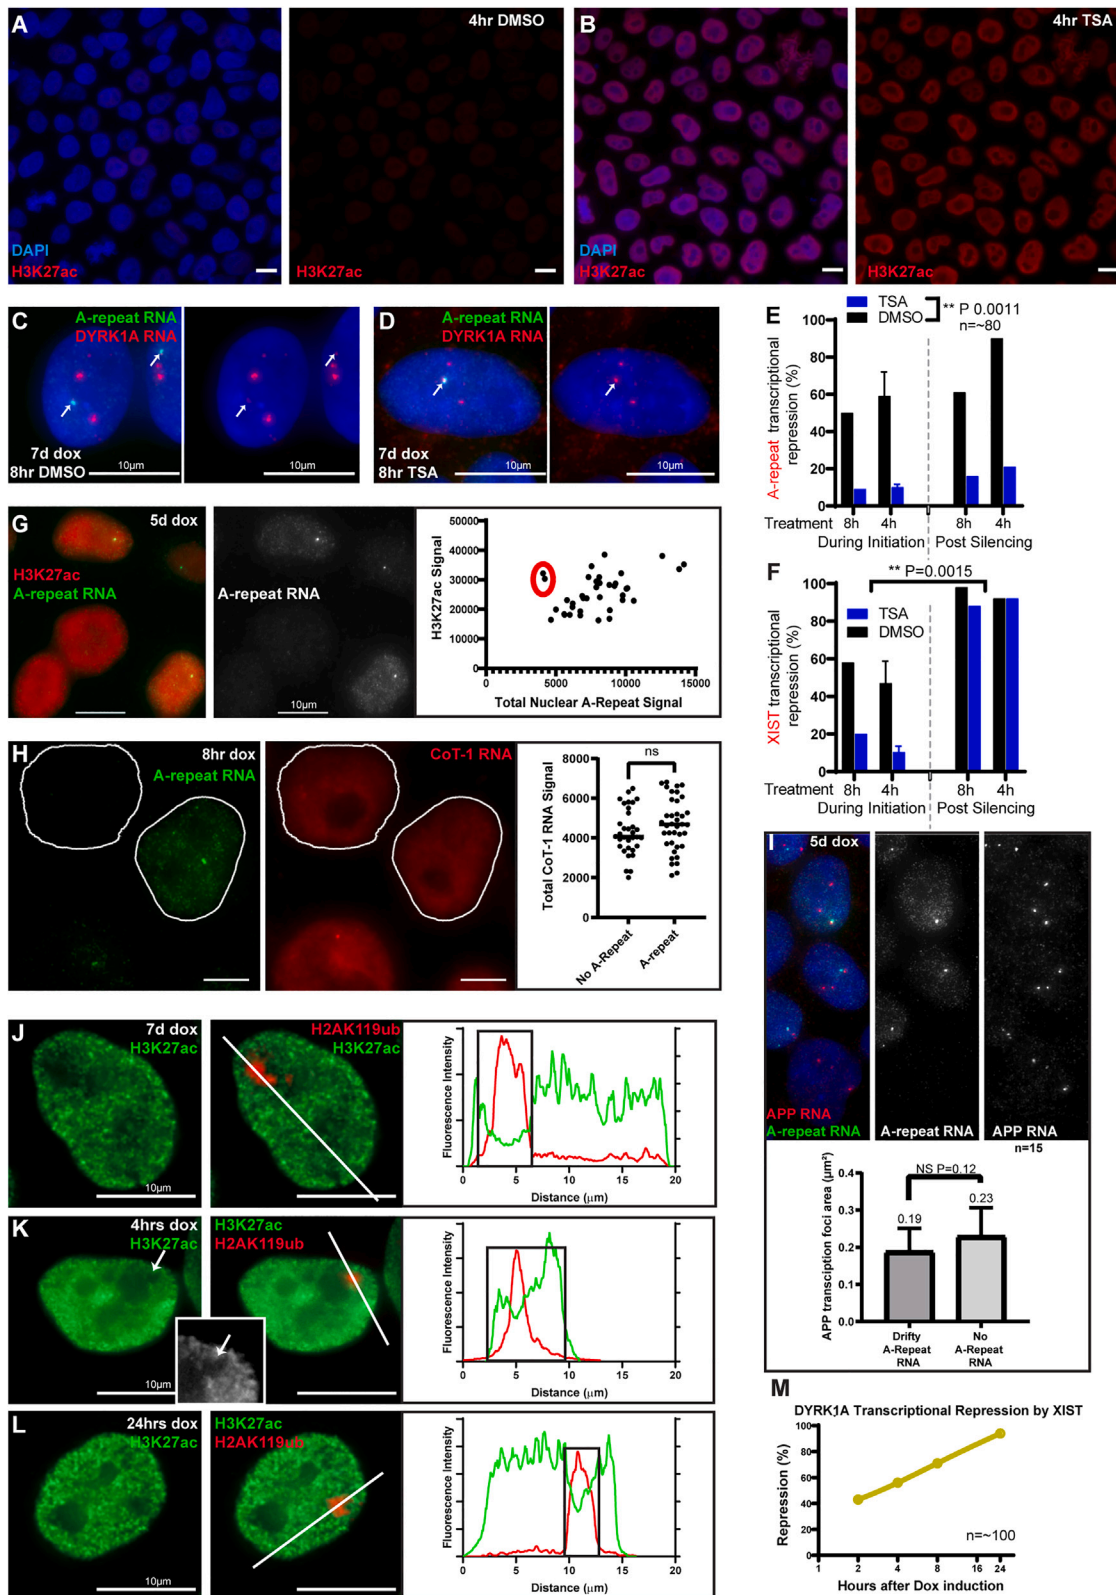 A
4hr DMSO
DAPI
H3K27ac
H3K27ac
B
4hr TSA
DAPI
H3K27ac
H3K27ac
C
A-repeat RNA
DYRK1A RNA
7d dox
8hr DMSO
10µm
D
A-repeat RNA
DYRK1A RNA
7d dox
8hr TSA
10µm
E
TSA
DMSO
** P 0.0011
n=~80
A-repeat transcriptional
repression (%)
100
80
60
40
20
0
Treatment
8h
4h
8h
4h
During Initiation
Post Silencing
F
** P=0.0015
TSA
DMSO
XIST transcriptional
repression (%)
80
60
40
20
0
Treatment
8h
4h
8h
4h
During Initiation
Post Silencing
G
5d dox
H3K27ac
A-repeat RNA
A-repeat RNA
10µm
H3K27ac Signal
50000
40000
30000
20000
10000
0
0
5000
10000
15000
Total Nuclear A-Repeat Signal
H
8hr dox
A-repeat RNA
CoT-1 RNA
ns
Total CoT-1 RNA Signal
8000
6000
4000
2000
0
No A-Repeat
A-repeat
I
5d dox
APP RNA
A-repeat RNA
A-repeat RNA
APP RNA
n=15
NS P=0.12
APP transcription foci area (µm²)
0.4
0.3
0.2
0.1
0.0
0.19
0.23
Drifty
A-Repeat
RNA
No
A-Repeat
RNA
J
7d dox
H3K27ac
10µm
H2AK119ub
H3K27ac
Fluorescence Intensity
0
5
10
15
20
Distance (µm)
K
4hrs dox
H3K27ac
10µm
H3K27ac
H2AK119ub
Fluorescence Intensity
0
5
10
15
20
Distance (µm)
L
24hrs dox
H3K27ac
10µm
H3K27ac
H2AK119ub
Fluorescence Intensity
0
5
10
15
20
Distance (µm)
M
DYRK1A Transcriptional Repression by XIST
Repression (%)
100
80
60
40
20
0
n=~100
1
2
4
8
16
24
Hours after Dox induction